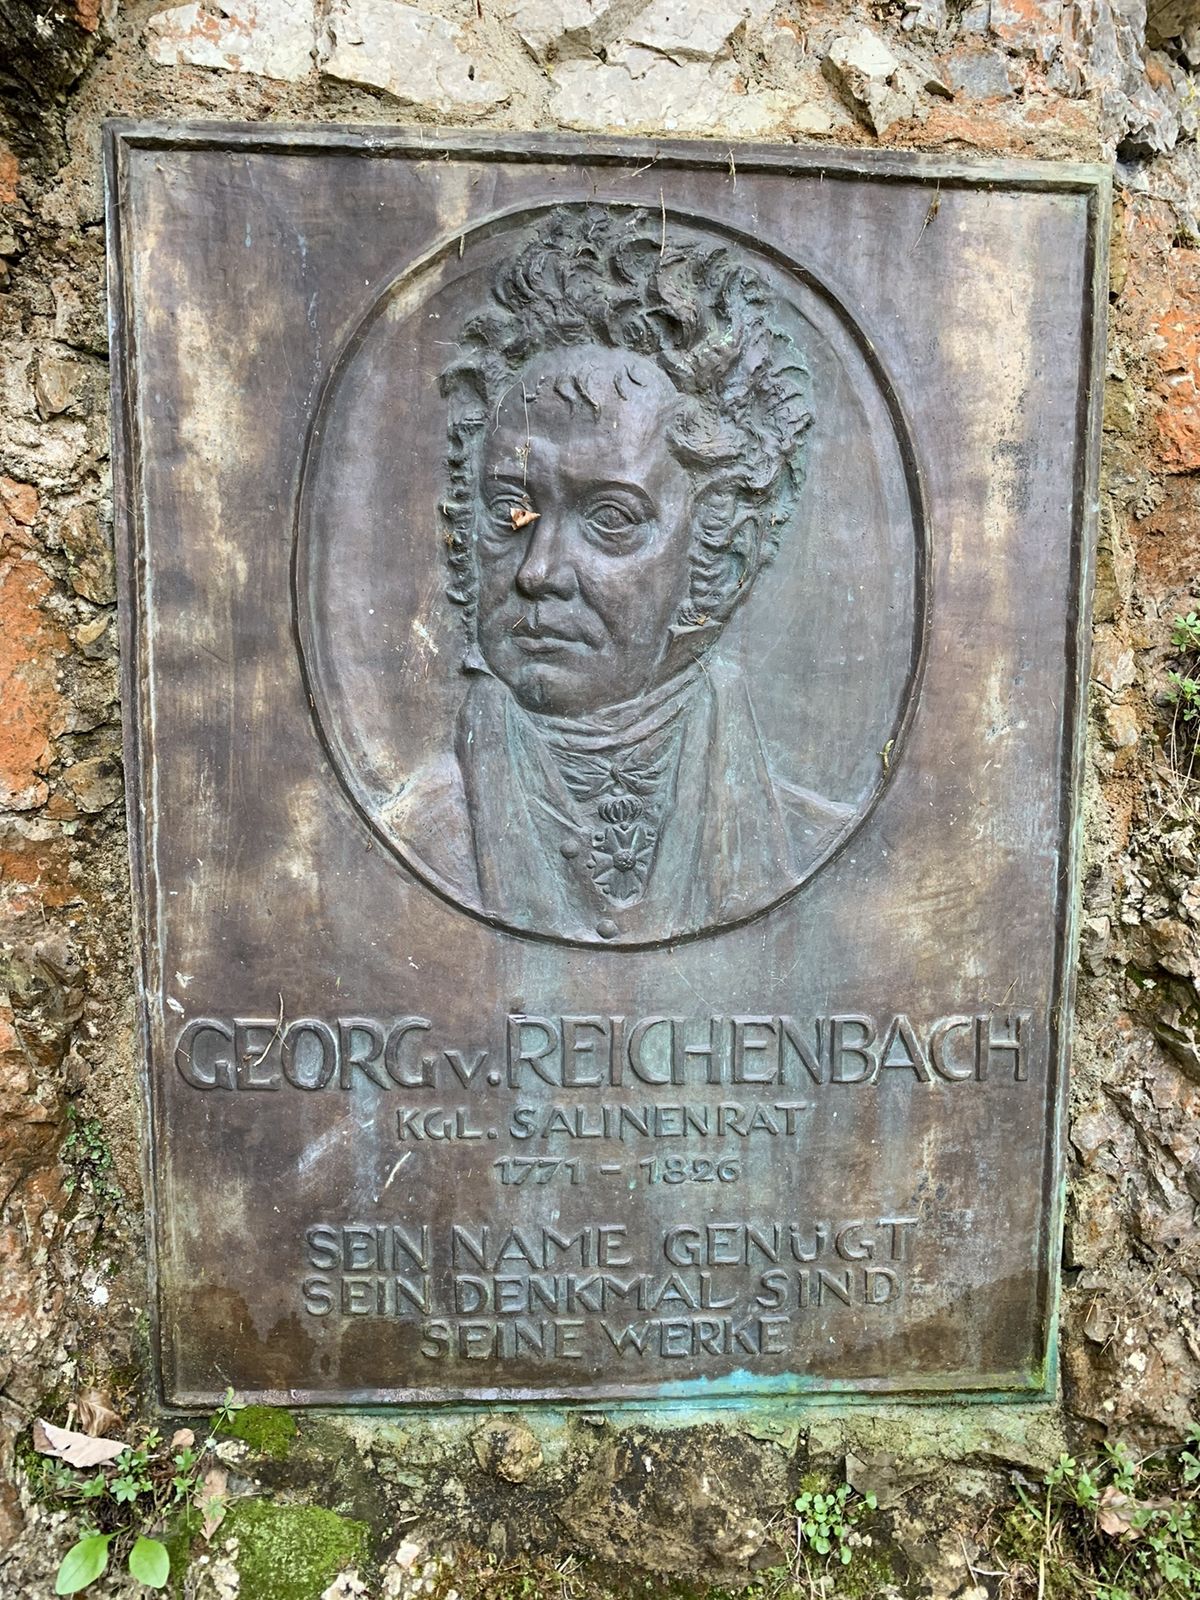 GEORG v. REICHENBACH
KGL. SALINENRAT
1771 - 1826
SEIN NAME GENÜGT
SEIN DENKMAL SIND
SEINE WERKE